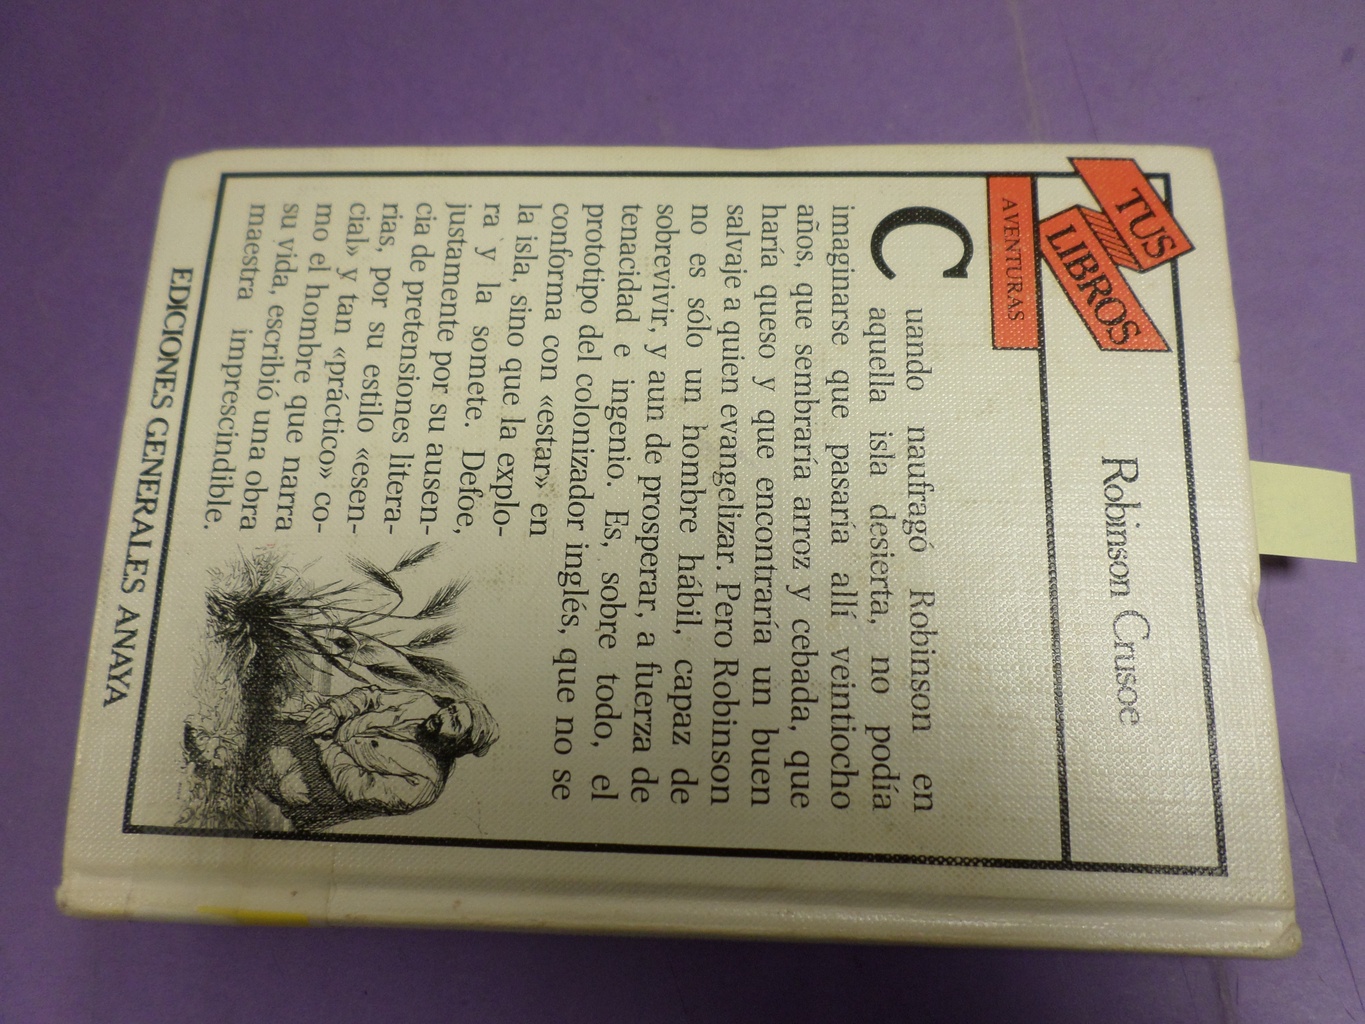 TUS
LIBROS
AVENTURAS
Robinson Crusoe
Cuando naufragó Robinson en
aquella isla desierta, no podía
imaginarse que pasaría allí veintiocho
años, que sembraría arroz y cebada, que
haría queso y que encontraría un buen
salvaje a quien evangelizar. Pero Robinson
no es sólo un hombre hábil, capaz de
sobrevivir, y aun de prosperar, a fuerza de
tenacidad e ingenio. Es, sobre todo, el
prototipo del colonizador inglés, que no se
conforma con «estar» en
la isla, sino que la explo-
ra y la somete. Defoe,
justamente por su ausen-
cia de pretensiones litera-
rias, por su estilo «esen-
cial» y tan «práctico» co-
mo el hombre que narra
su vida, escribió una obra
maestra imprescindible.
EDICIONES GENERALES ANAYA